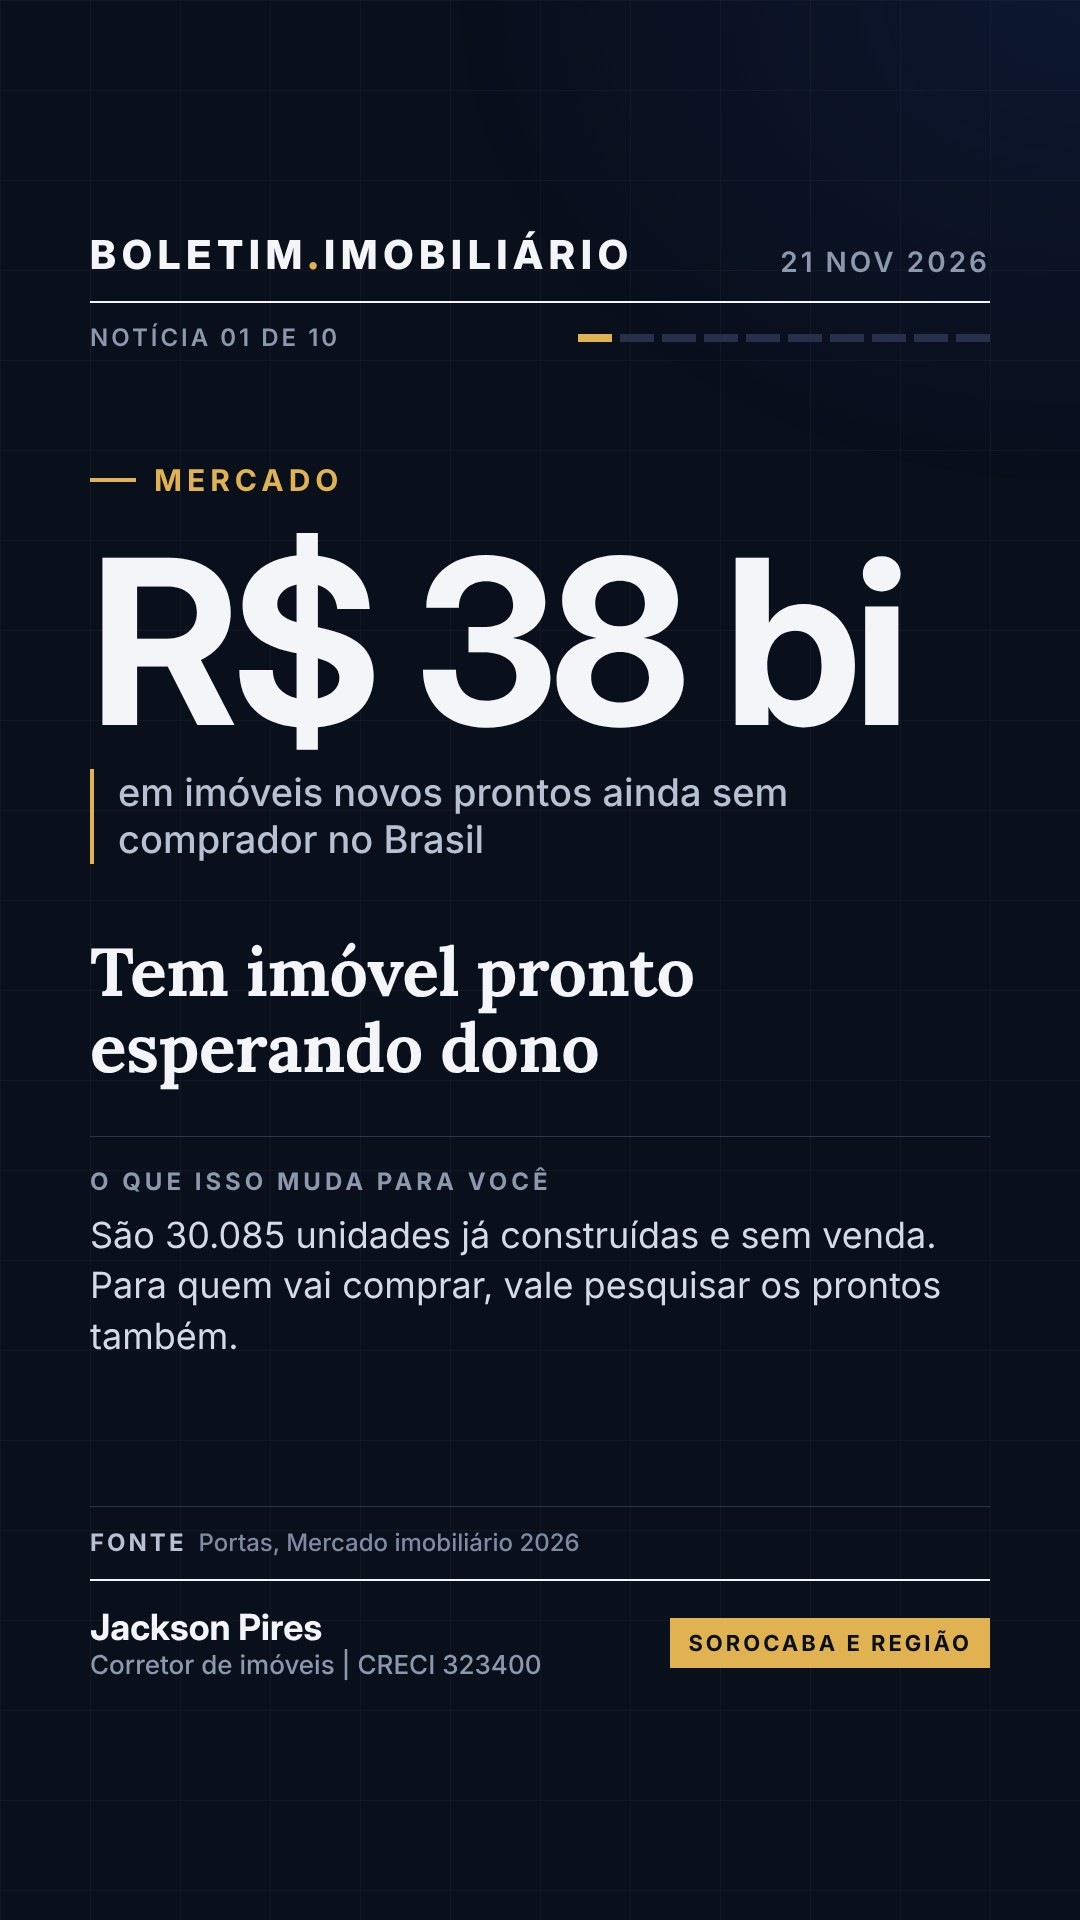 BOLETIM.IMOBILIÁRIO
21 NOV 2026
NOTÍCIA 01 DE 10
MERCADO
R$ 38 bi
em imóveis novos prontos ainda sem
comprador no Brasil
Tem imóvel pronto
esperando dono
O QUE ISSO MUDA PARA VOCÊ
São 30.085 unidades já construídas e sem venda.
Para quem vai comprar, vale pesquisar os prontos
também.
FONTE Portas, Mercado imobiliário 2026
Jackson Pires
Corretor de imóveis | CRECI 323400
SOROCABA E REGIÃO